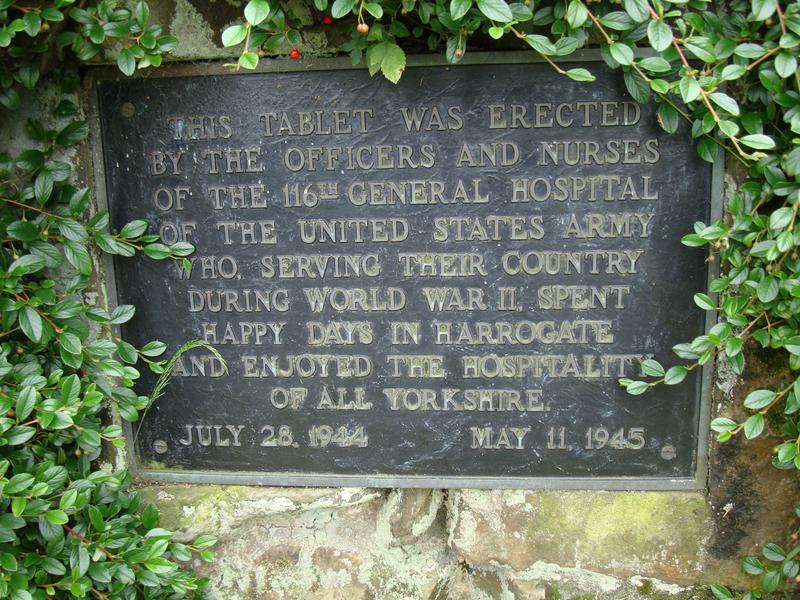 THIS TABLET WAS ERECTED
BY THE OFFICERS AND NURSES
OF THE 116TH GENERAL HOSPITAL
OF THE UNITED STATES ARMY
WHO, SERVING THEIR COUNTRY
DURING WORLD WAR II, SPENT
HAPPY DAYS IN HARROGATE
AND ENJOYED THE HOSPITALITY
OF ALL YORKSHIRE.
JULY 28, 1944 MAY 11, 1945